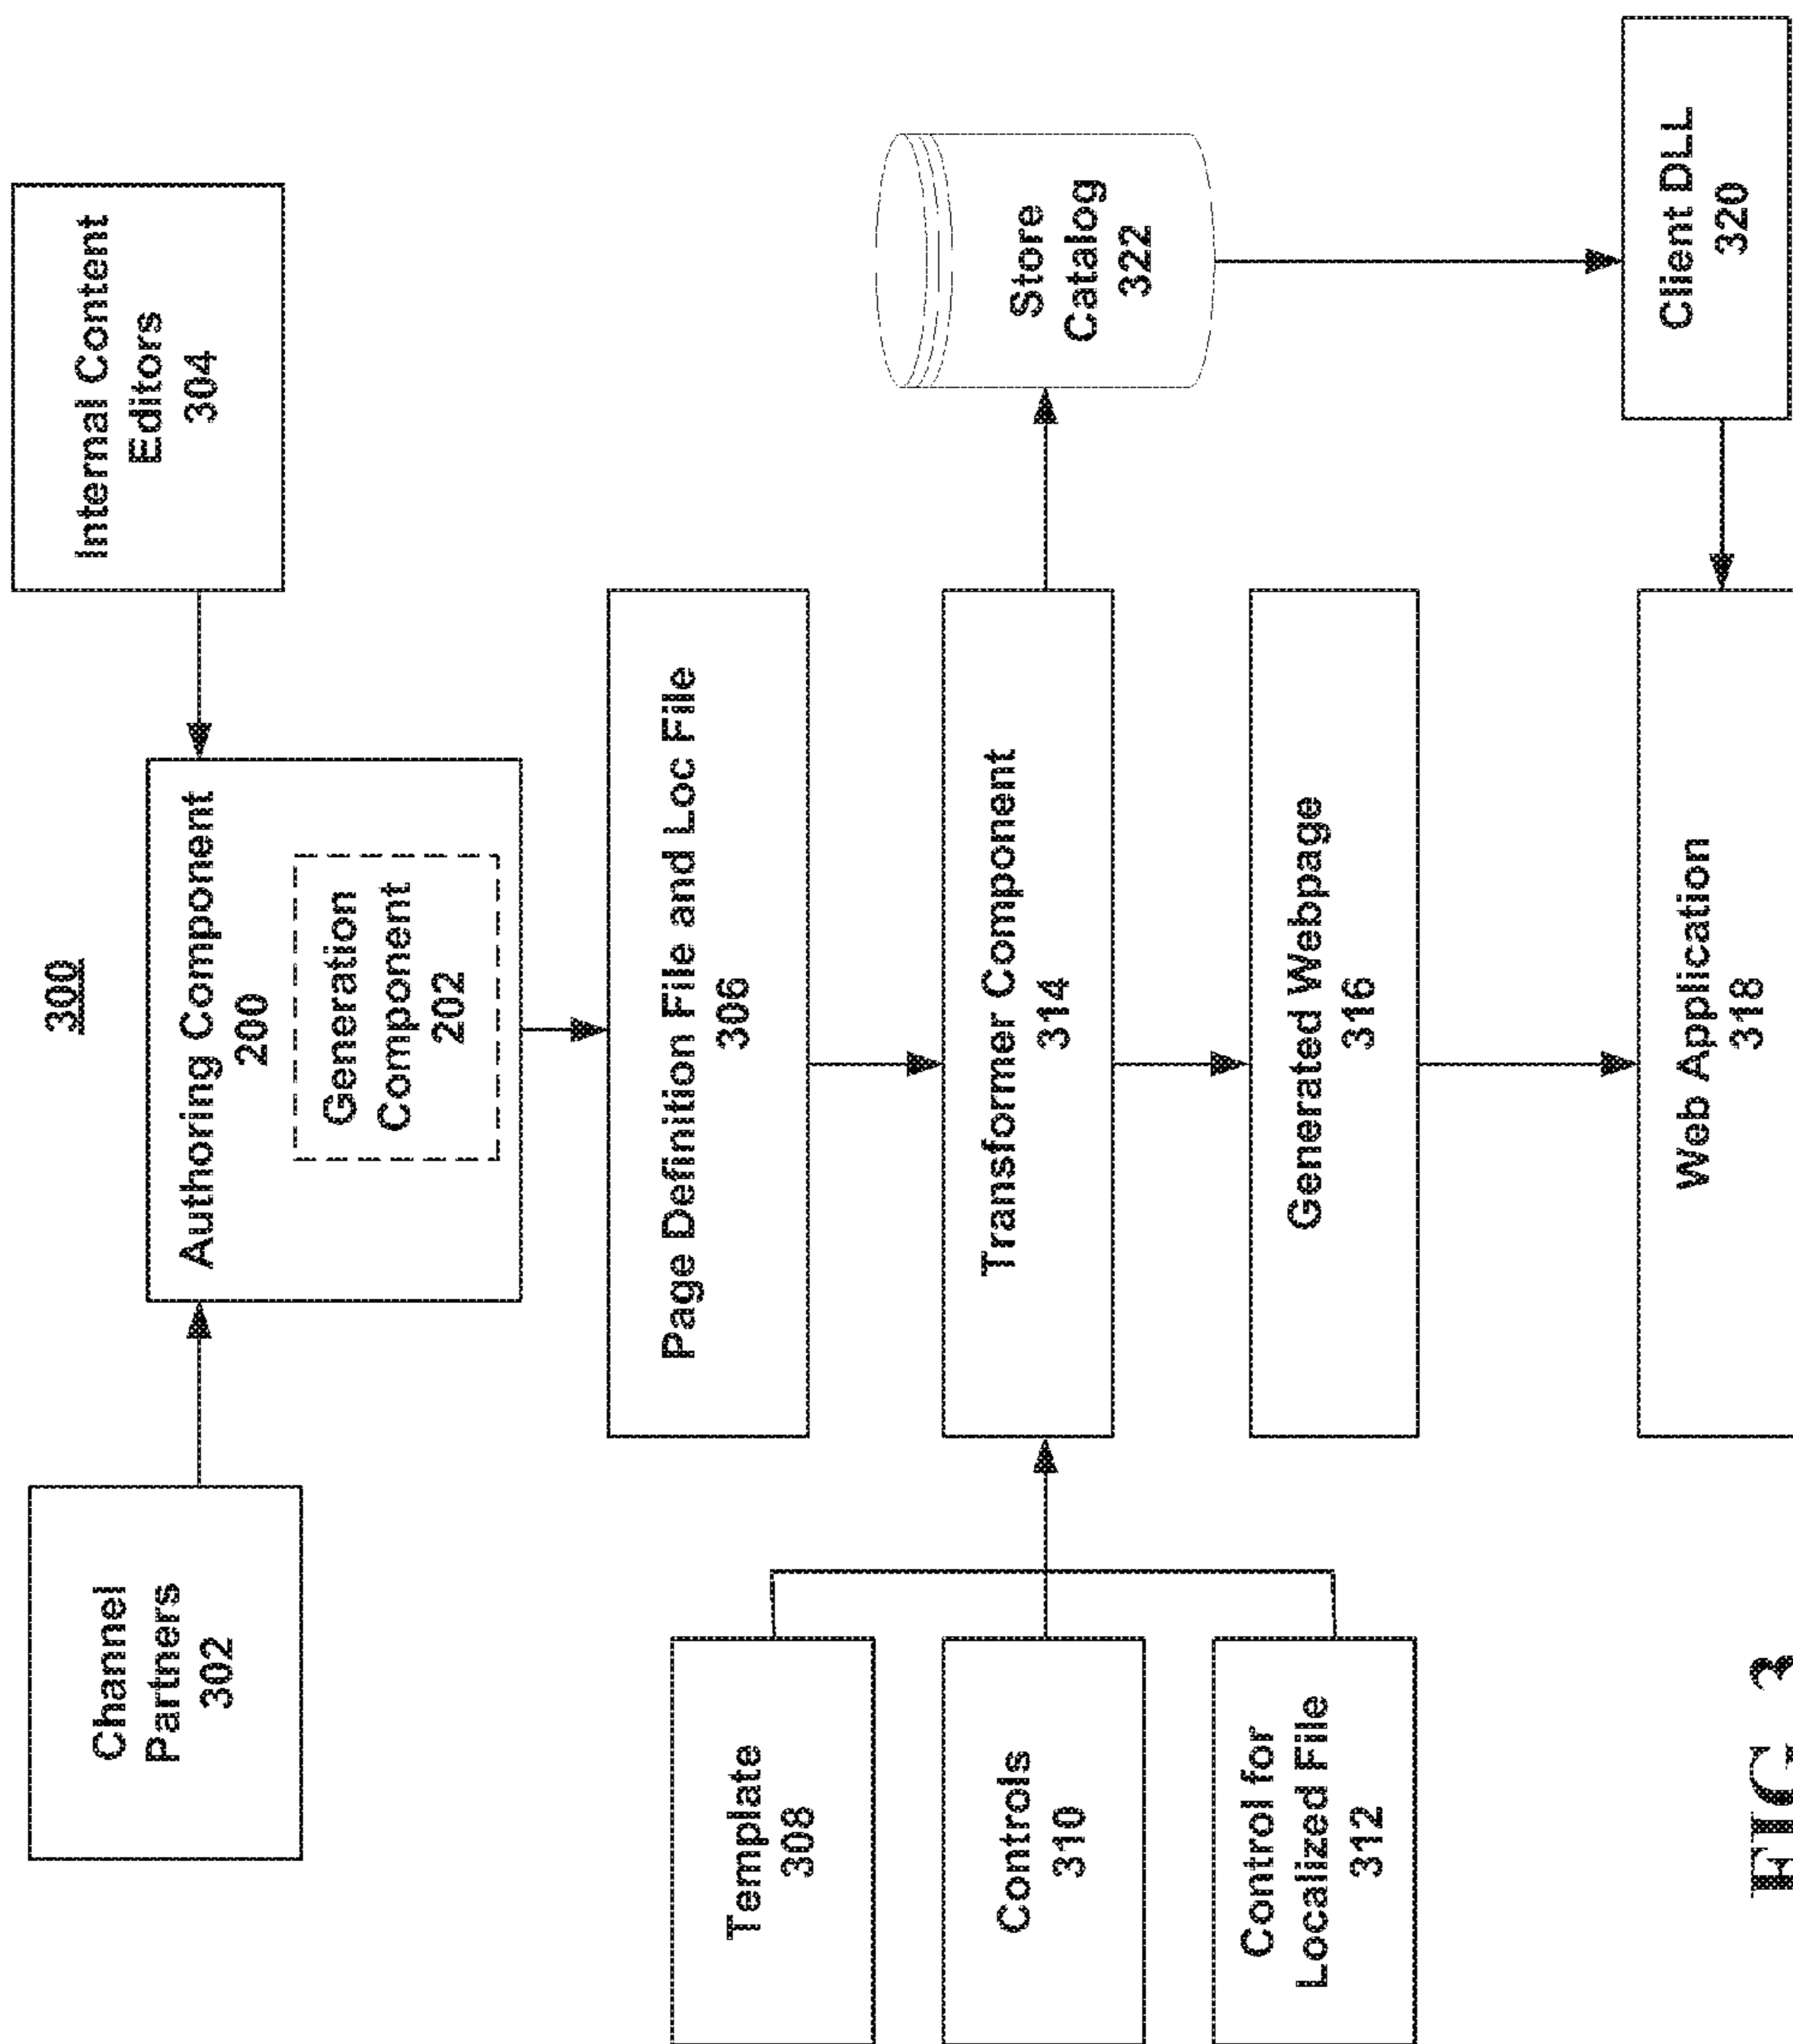 300
Channel
Partners
302
Authoring Component
200
Generation
Component
202
Internal Content
Editors
304
Page Definition File and Loc File
306
Template
308
Controls
310
Control for
Localized File
312
Transformer Component
314
Store
Catalog
322
Generated Webpage
316
Web Application
318
Client DLL
320
FIG 3